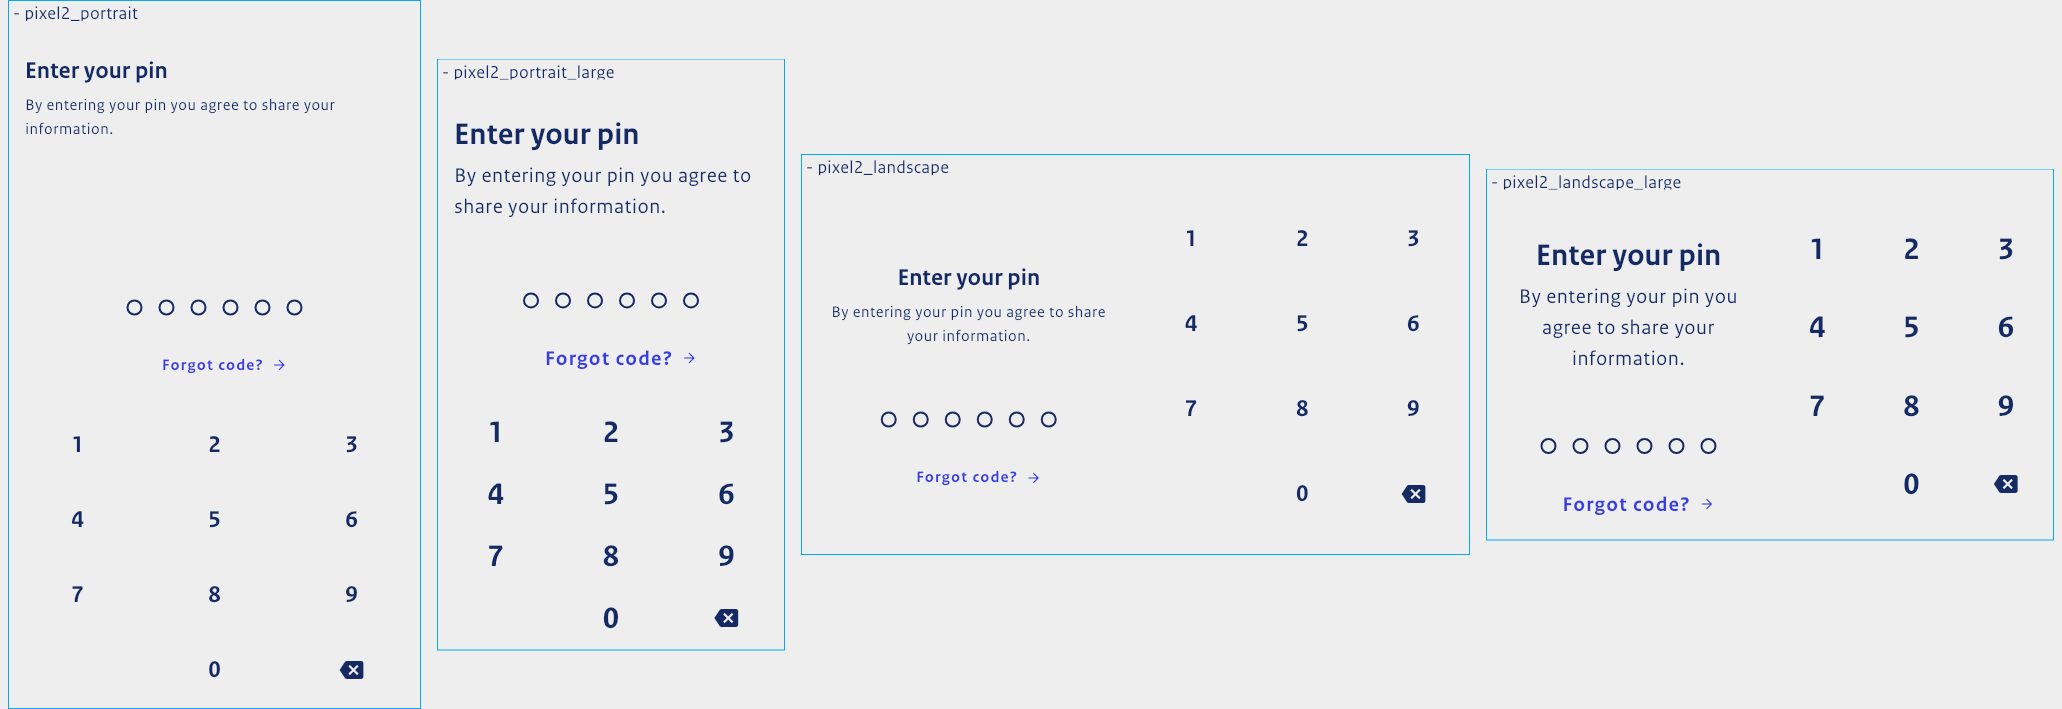 - pixel2_portrait
Enter your pin
By entering your pin you agree to share your
information.
Forgot code? →
1 2 3
4 5 6
7 8 9
0
- pixel2_portrait_large
Enter your pin
By entering your pin you agree to
share your information.
Forgot code? →
1 2 3
4 5 6
7 8 9
0
- pixel2_landscape
Enter your pin
By entering your pin you agree to share
your information.
Forgot code? →
1 2 3
4 5 6
7 8 9
0
- pixel2_landscape_large
Enter your pin
By entering your pin you
agree to share your
information.
Forgot code? →
1 2 3
4 5 6
7 8 9
0